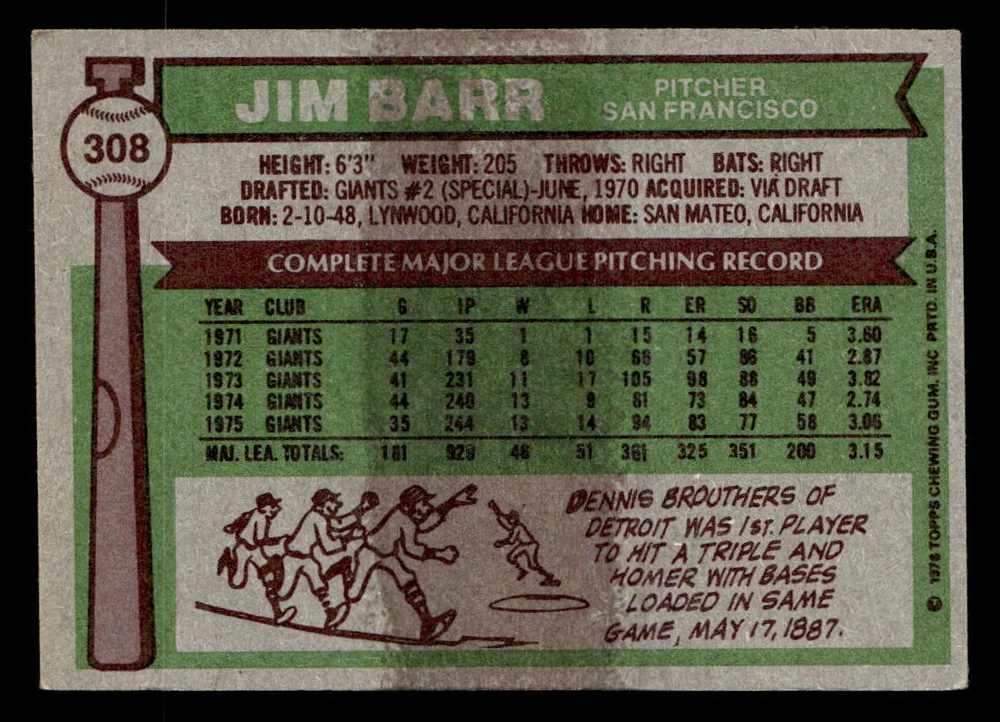 308
JIM BARR
PITCHER
SAN FRANCISCO
HEIGHT: 6'3" WEIGHT: 205 THROWS: RIGHT BATS: RIGHT
DRAFTED: GIANTS #2 (SPECIAL)-JUNE, 1970 ACQUIRED: VIA DRAFT
BORN: 2-10-48, LYNWOOD, CALIFORNIA HOME: SAN MATEO, CALIFORNIA
COMPLETE MAJOR LEAGUE PITCHING RECORD
YEAR CLUB G IP W L R ER SO BB ERA
1971 GIANTS 17 35 1 1 15 14 16 5 3.60
1972 GIANTS 44 179 8 10 66 57 86 41 2.87
1973 GIANTS 41 231 11 17 105 98 88 49 3.82
1974 GIANTS 44 240 13 9 81 73 84 47 2.74
1975 GIANTS 35 244 13 14 94 83 77 58 3.06
MAJ. LEA. TOTALS: 181 929 46 51 361 325 351 200 3.15
DENNIS BROUTHERS OF
DETROIT WAS 1ST. PLAYER
TO HIT A TRIPLE AND
HOMER WITH BASES
LOADED IN SAME
GAME, MAY 17, 1887.
© 1976 TOPPS CHEWING GUM. INC PRTD. IN U.S.A.